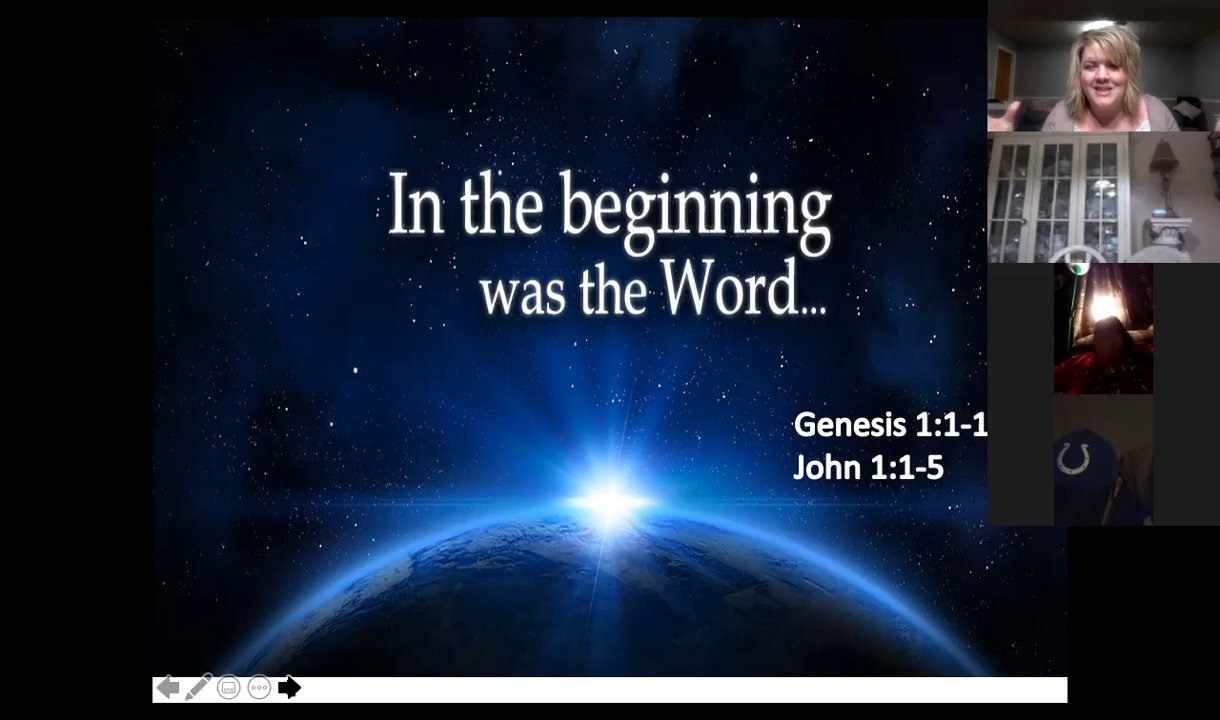 In the beginning
was the Word...
Genesis 1:1-1
John 1:1-5